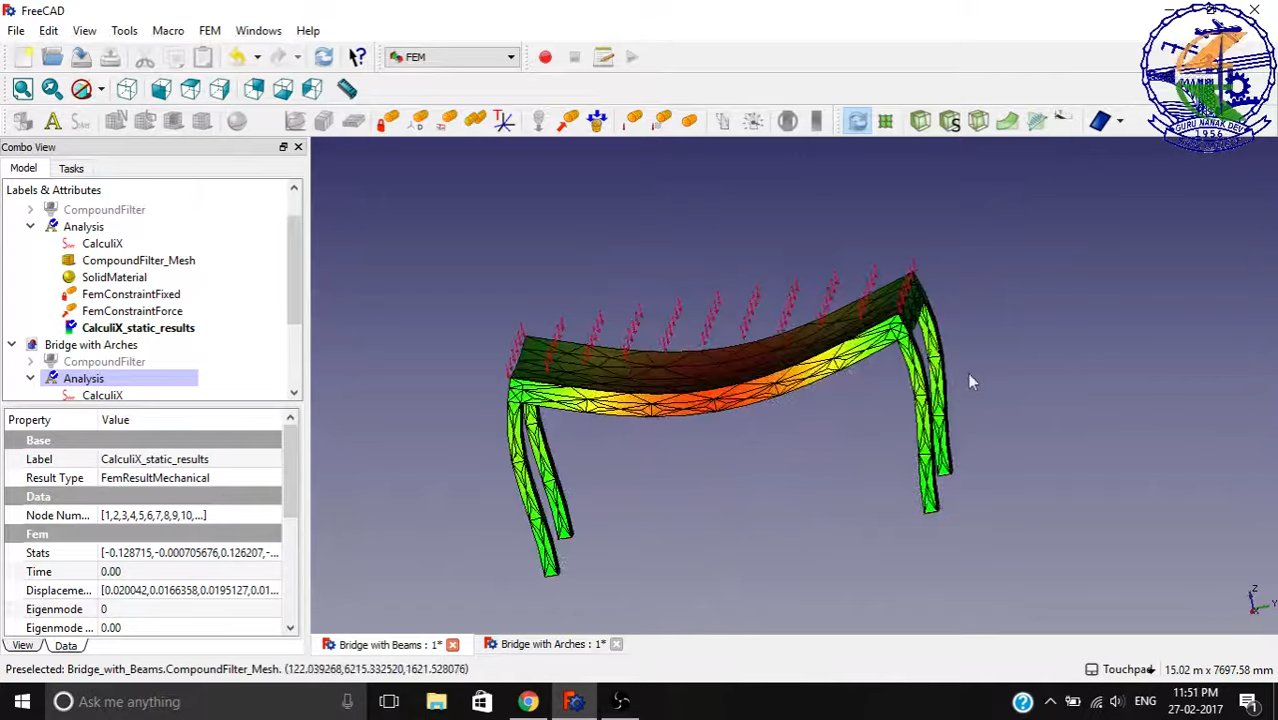 FreeCAD
File Edit View Tools Macro FEM Windows Help
FEM
Combo View
Model Tasks
Labels & Attributes
CompoundFilter
Analysis
CalculiX
CompoundFilter_Mesh
SolidMaterial
FemConstraintFixed
FemConstraintForce
CalculiX_static_results
Bridge with Arches
CompoundFilter
Analysis
CalculiX
Property Value
Base
Label CalculiX_static_results
Result Type FemResultMechanical
Data
Node Num... [1,2,3,4,5,6,7,8,9,10,...]
Fem
Stats [-0.128715,-0.000705676,0.126207,-...
Time 0.00
Displaceme... [0.020042,0.0166358,0.0195127,0.01...
Eigenmode 0
Eigenmode ... 0.00
View Data
Bridge with Beams : 1*
Bridge with Arches : 1*
Preselected: Bridge_with_Beams.CompoundFilter_Mesh. (122.039268,6215.332520,1621.528076)
Touchpad
15.02 m x 7697.58 mm
Ask me anything
ENG
11:51 PM
27-02-2017
GURU NANAK DEV
1956
Z
Y